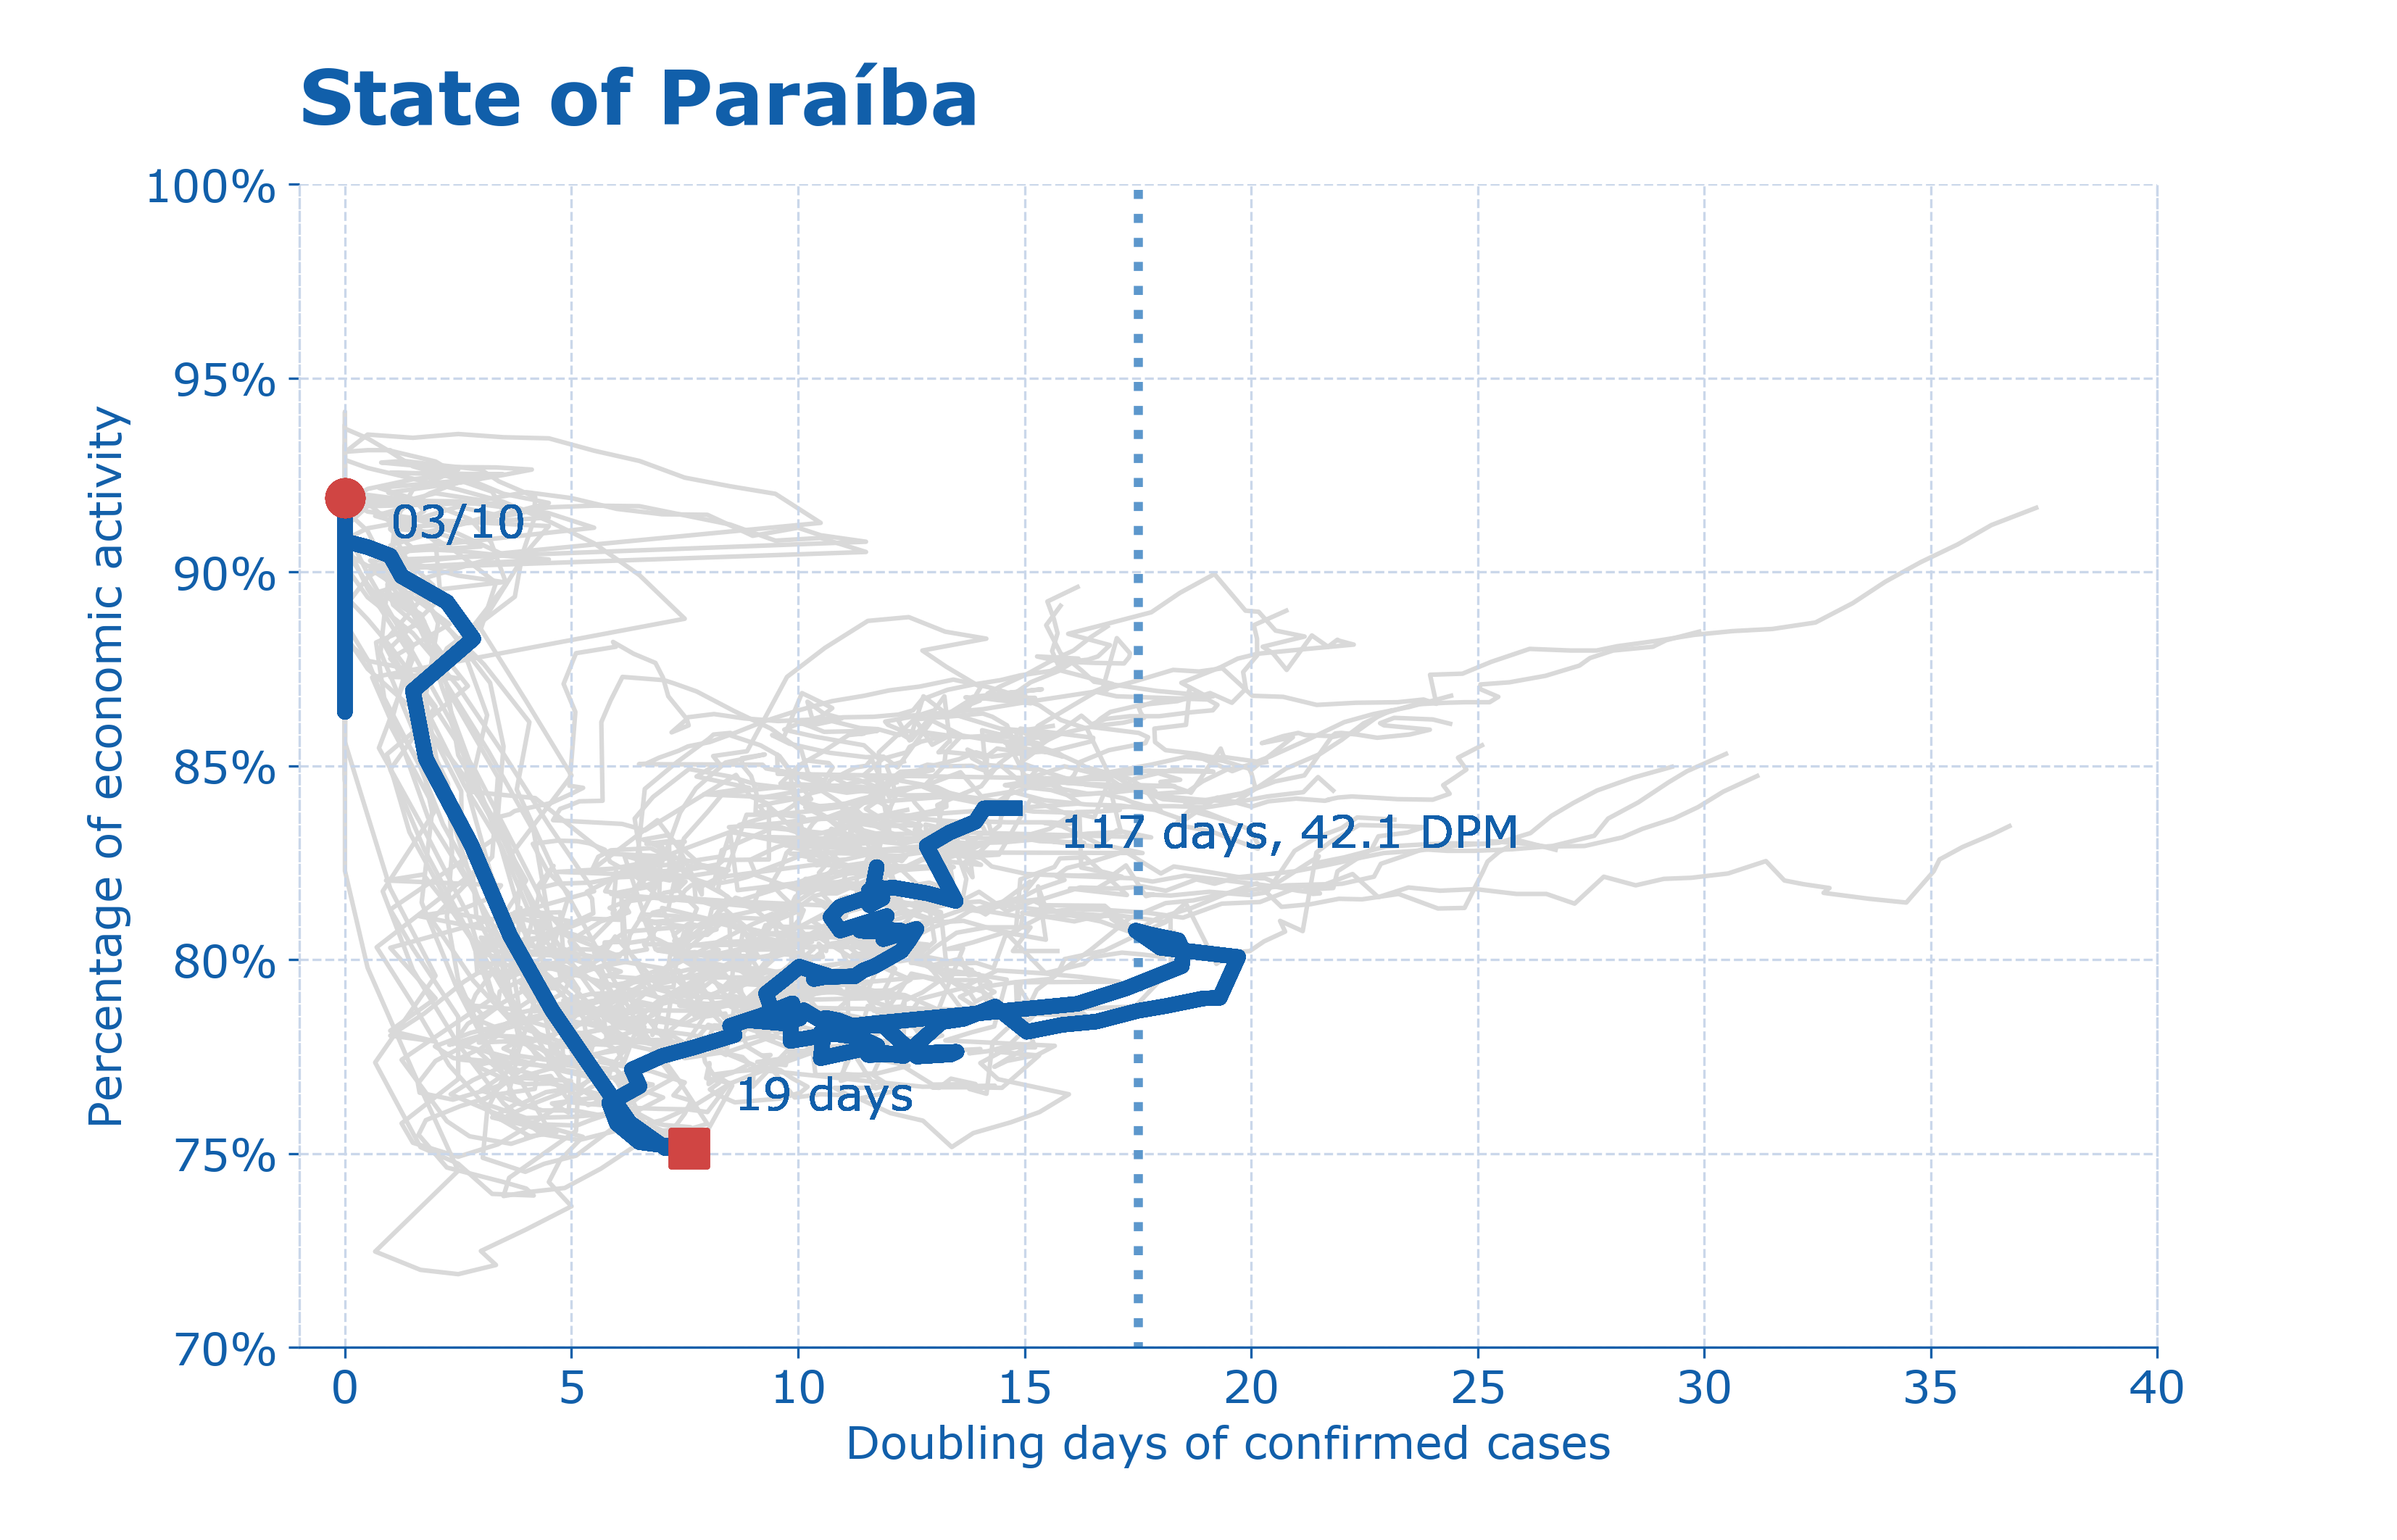 State of Paraíba
100%
95%
90%
85%
80%
75%
70%
Percentage of economic activity
03/10
117 days, 42.1 DPM
19 days
0 5 10 15 20 25 30 35 40
Doubling days of confirmed cases